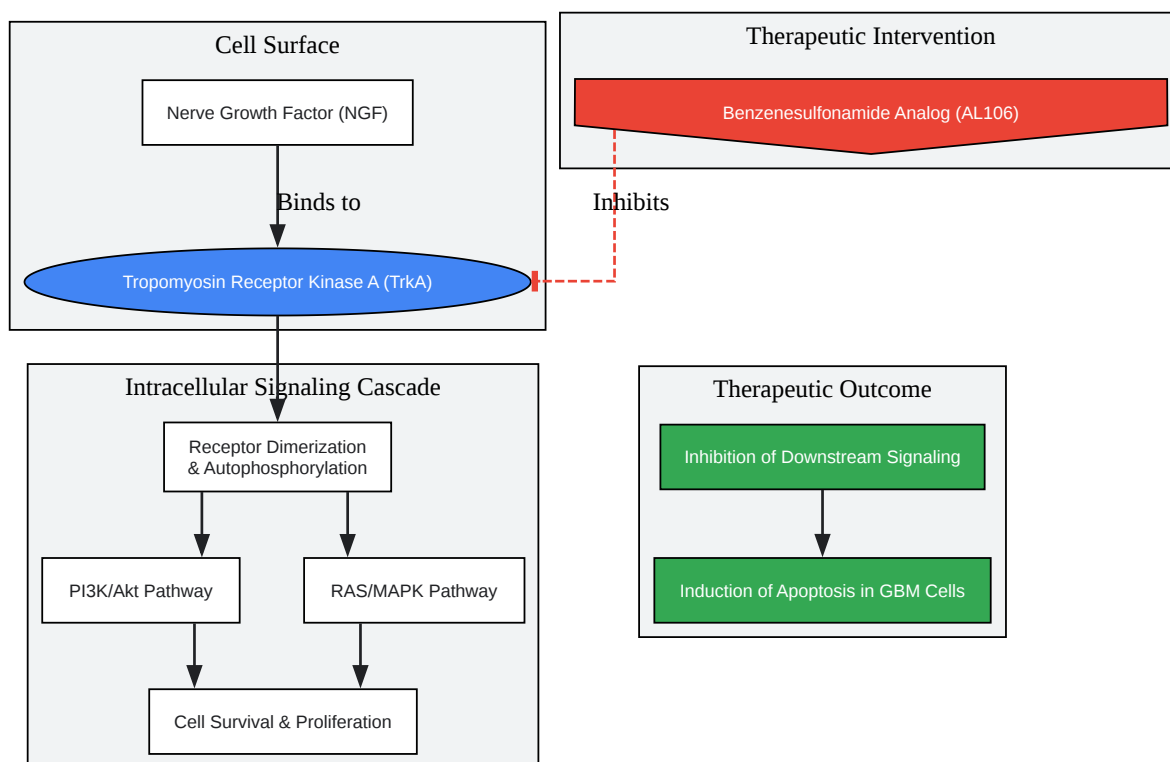 Cell Surface
Nerve Growth Factor (NGF)
Binds to
Tropomyosin Receptor Kinase A (TrkA)
Therapeutic Intervention
Benzenesulfonamide Analog (AL106)
Inhibits
Intracellular Signaling Cascade
Receptor Dimerization
& Autophosphorylation
PI3K/Akt Pathway
RAS/MAPK Pathway
Cell Survival & Proliferation
Therapeutic Outcome
Inhibition of Downstream Signaling
Induction of Apoptosis in GBM Cells